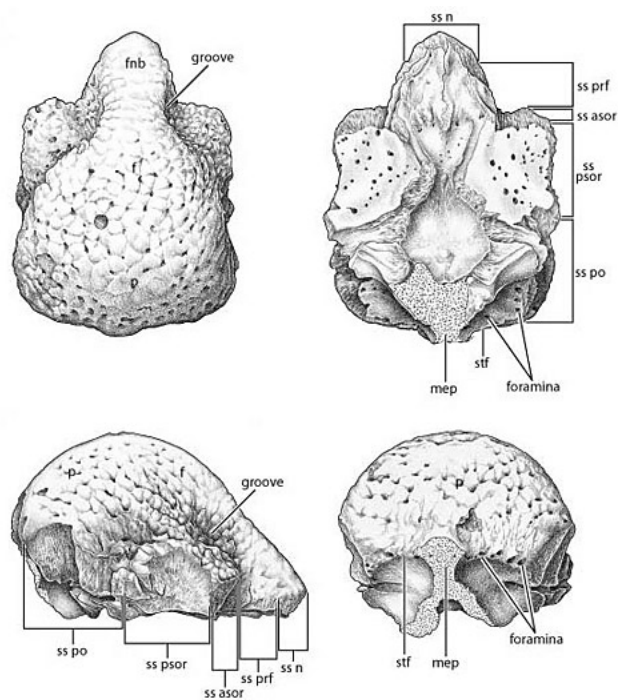 fnb
groove
f
p
ss n
ss prf
ss asor
ss
psor
ss po
stf
foramina
mep
p
f
groove
ss po
ss psor
ss asor
ss prf
ss n
p
foramina
stf
mep